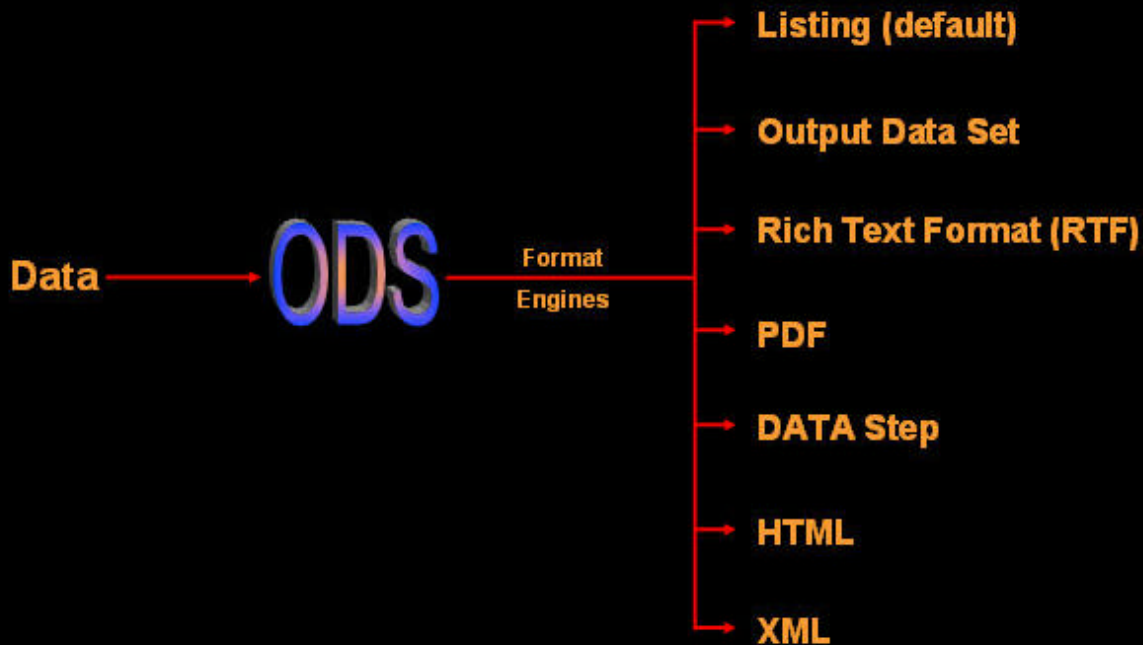 Listing (default)
Output Data Set
Rich Text Format (RTF)
Data
ODS
Format
Engines
PDF
DATA Step
HTML
XML